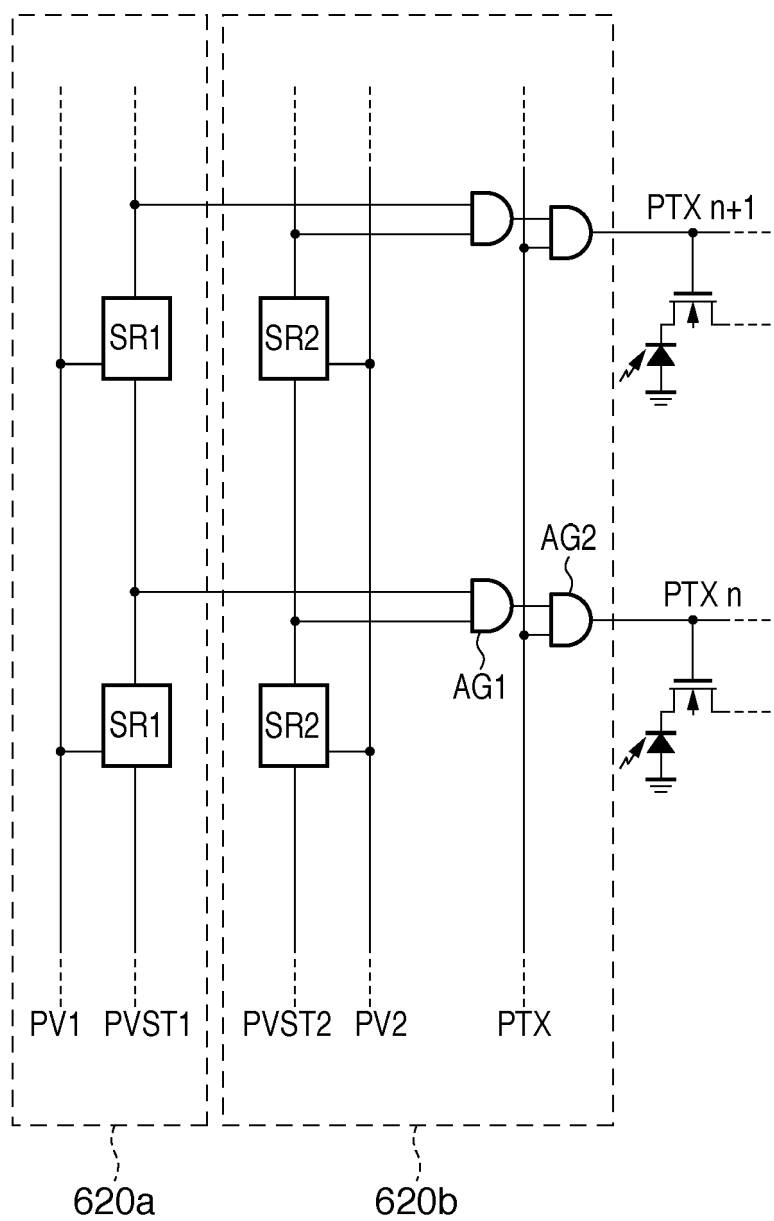 PTX n+1
SR1 SR2
AG2
PTX n
AG1
SR1 SR2
PV1 PVST1 PVST2 PV2 PTX
620a 620b